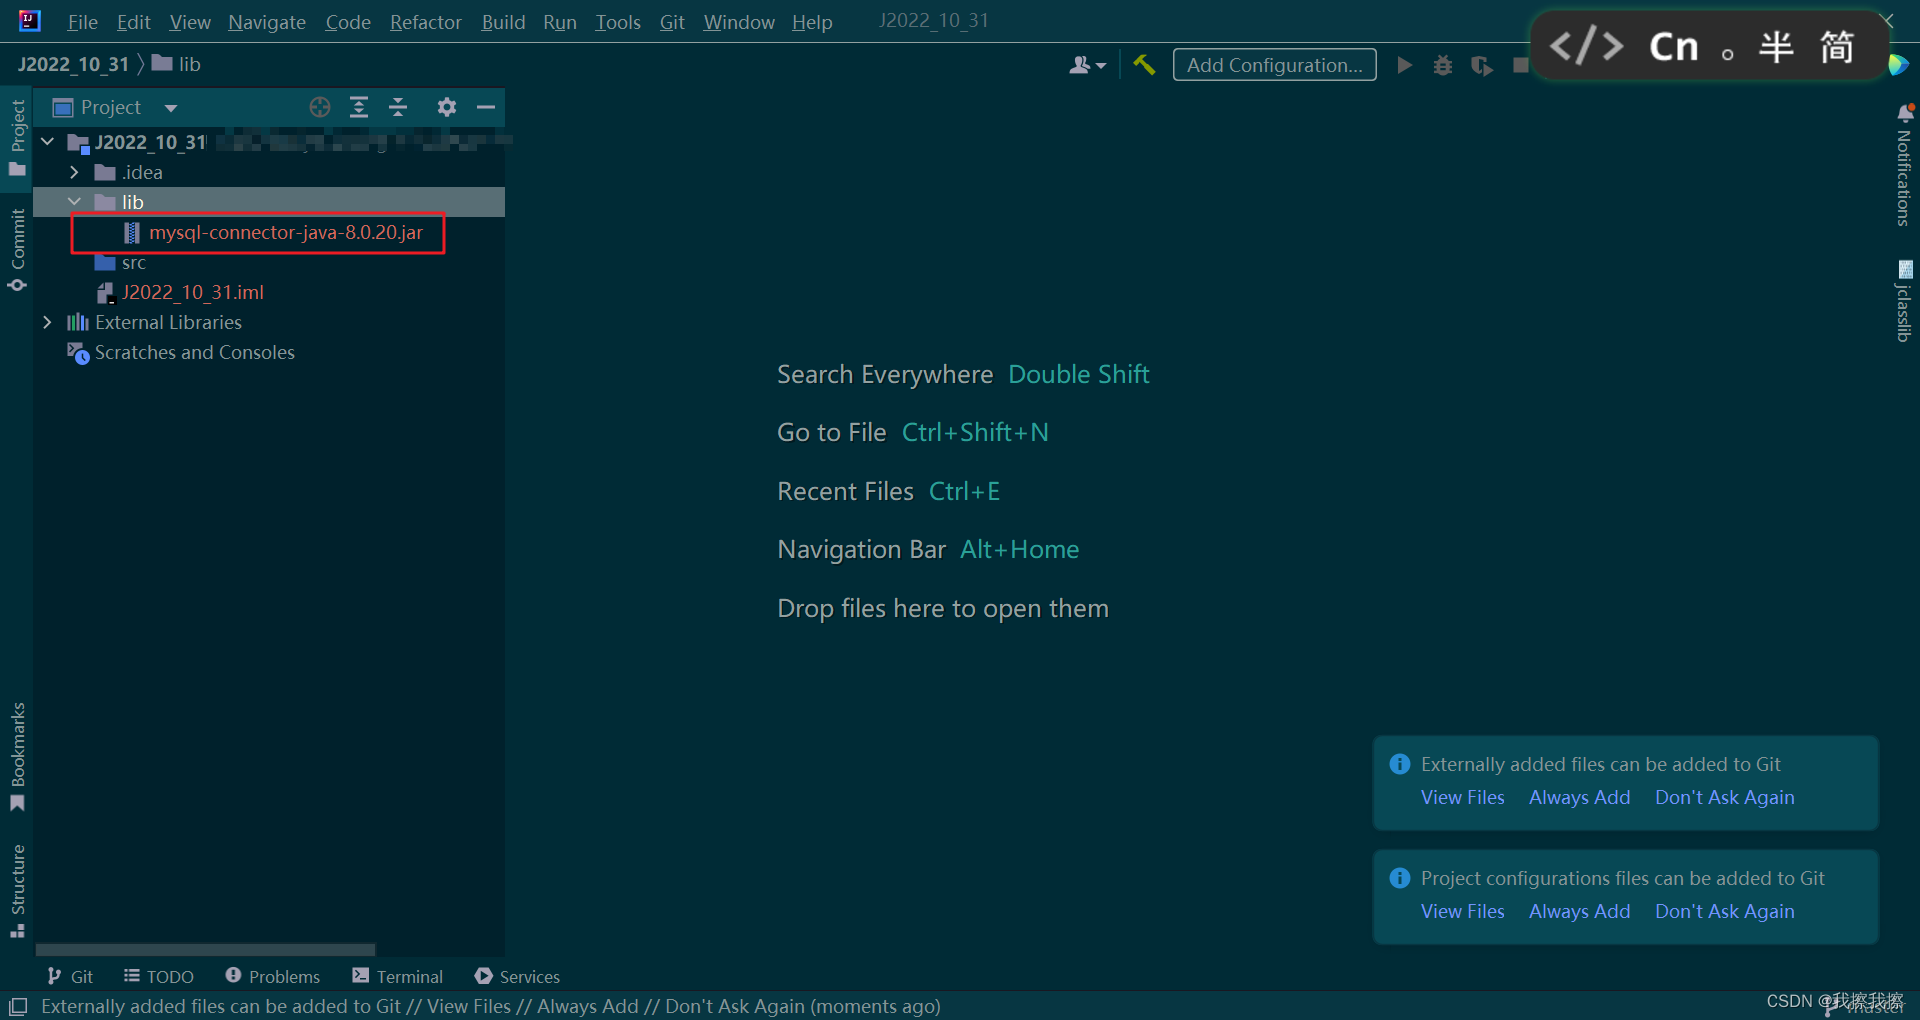 File Edit View Navigate Code Refactor Build Run Tools Git Window Help J2022_10_31
Cn 。 半 简
J2022_10_31 〉 lib
Add Configuration...
Project
Project
J2022_10_31
.idea
lib
mysql-connector-java-8.0.20.jar
src
J2022_10_31.iml
External Libraries
Scratches and Consoles
Commit
Bookmarks
Structure
Notifications
jclasslib
Search Everywhere Double Shift
Go to File Ctrl+Shift+N
Recent Files Ctrl+E
Navigation Bar Alt+Home
Drop files here to open them
Externally added files can be added to Git
View Files Always Add Don't Ask Again
Project configurations files can be added to Git
View Files Always Add Don't Ask Again
Git TODO Problems Terminal Services
Externally added files can be added to Git // View Files // Always Add // Don't Ask Again (moments ago)
master
CSDN @我擦我擦